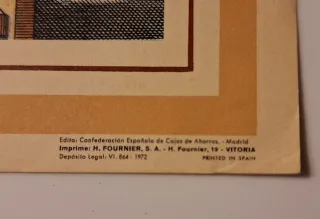 Edita: Confederación Española de Cajas de Ahorros. - Madrid
Imprime: H. FOURNIER, S. A. - H. Fournier, 19 - VITORIA
Depósito Legal: VI. 864 - 1972 PRINTED IN SPAIN